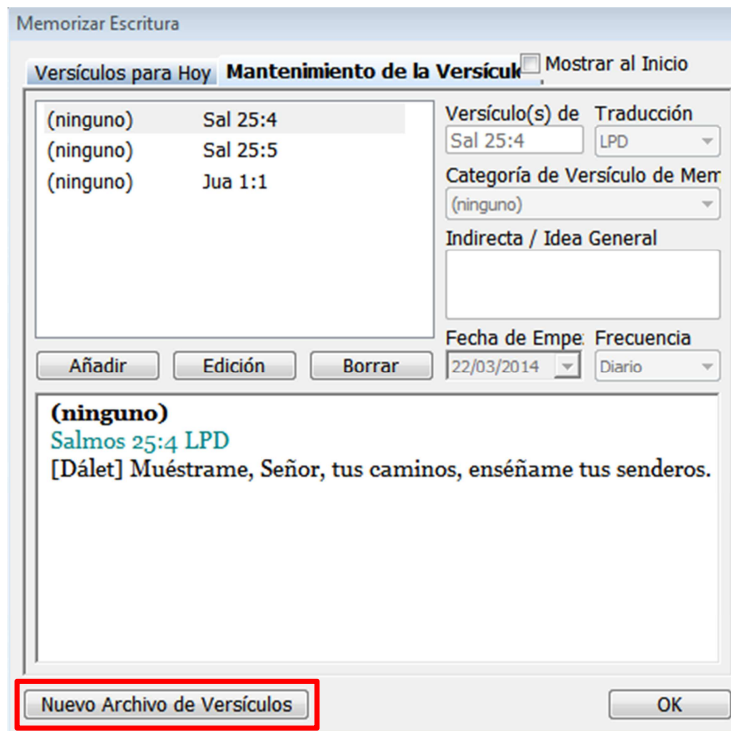 Memorizar Escritura
Versículos para Hoy Mantenimiento de la Versícul Mostrar al Inicio
(ninguno) Sal 25:4
(ninguno) Sal 25:5
(ninguno) Jua 1:1
Versículo(s) de Traducción
Sal 25:4 LPD
Categoría de Versículo de Mem
(ninguno)
Indirecta / Idea General
Fecha de Empe Frecuencia
22/03/2014 Diario
Añadir Edición Borrar
(ninguno)
Salmos 25:4 LPD
[Dálet] Muéstrame, Señor, tus caminos, enséñame tus senderos.
Nuevo Archivo de Versículos OK